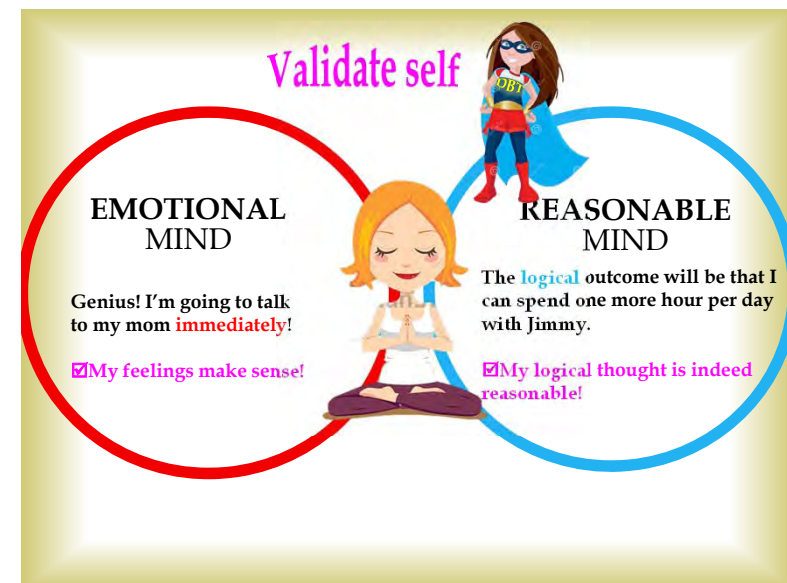 Validate self
DBT
EMOTIONAL
MIND
REASONABLE
MIND
Genius! I'm going to talk
to my mom immediately!
☑My feelings make sense!
The logical outcome will be that I
can spend one more hour per day
with Jimmy.
☑My logical thought is indeed
reasonable!